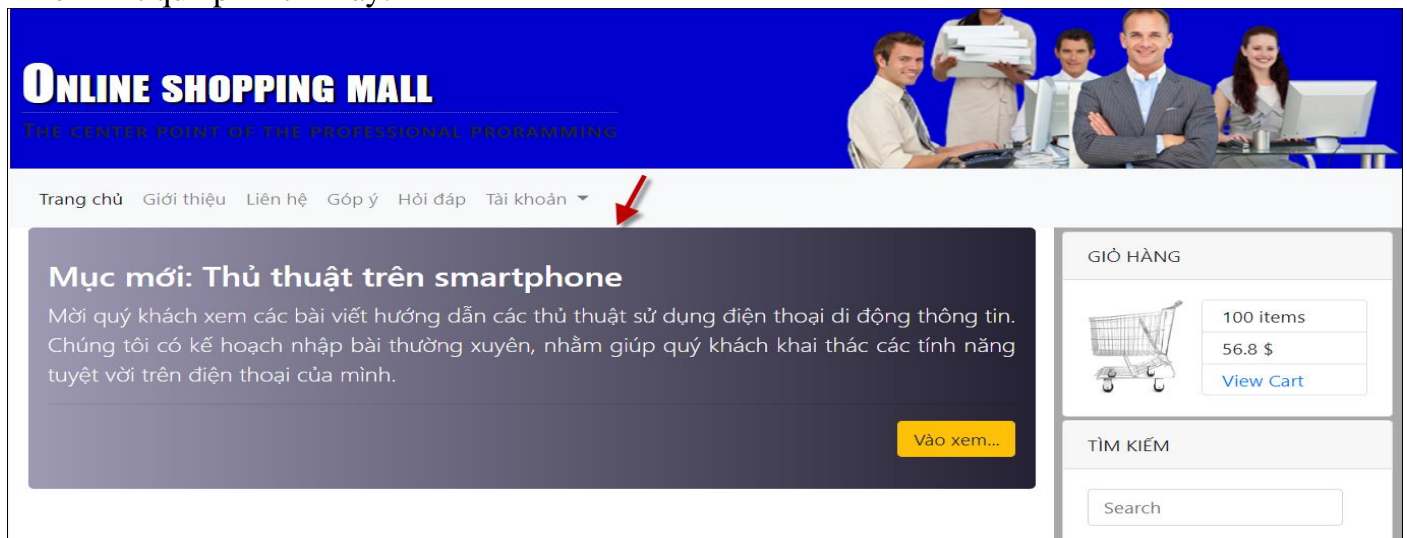 ONLINE SHOPPING MALL
THE CENTER POINT OF THE PROFESSIONAL PRORAMMING
Trang chủ Giới thiệu Liên hệ Góp ý Hỏi đáp Tài khoản
Mục mới: Thủ thuật trên smartphone
Mời quý khách xem các bài viết hướng dẫn các thủ thuật sử dụng điện thoại di động thông tin.
Chúng tôi có kế hoạch nhập bài thường xuyên, nhằm giúp quý khách khai thác các tính năng
tuyệt vời trên điện thoại của mình.
Vào xem...
GIỎ HÀNG
100 items
56.8 $
View Cart
TÌM KIẾM
Search